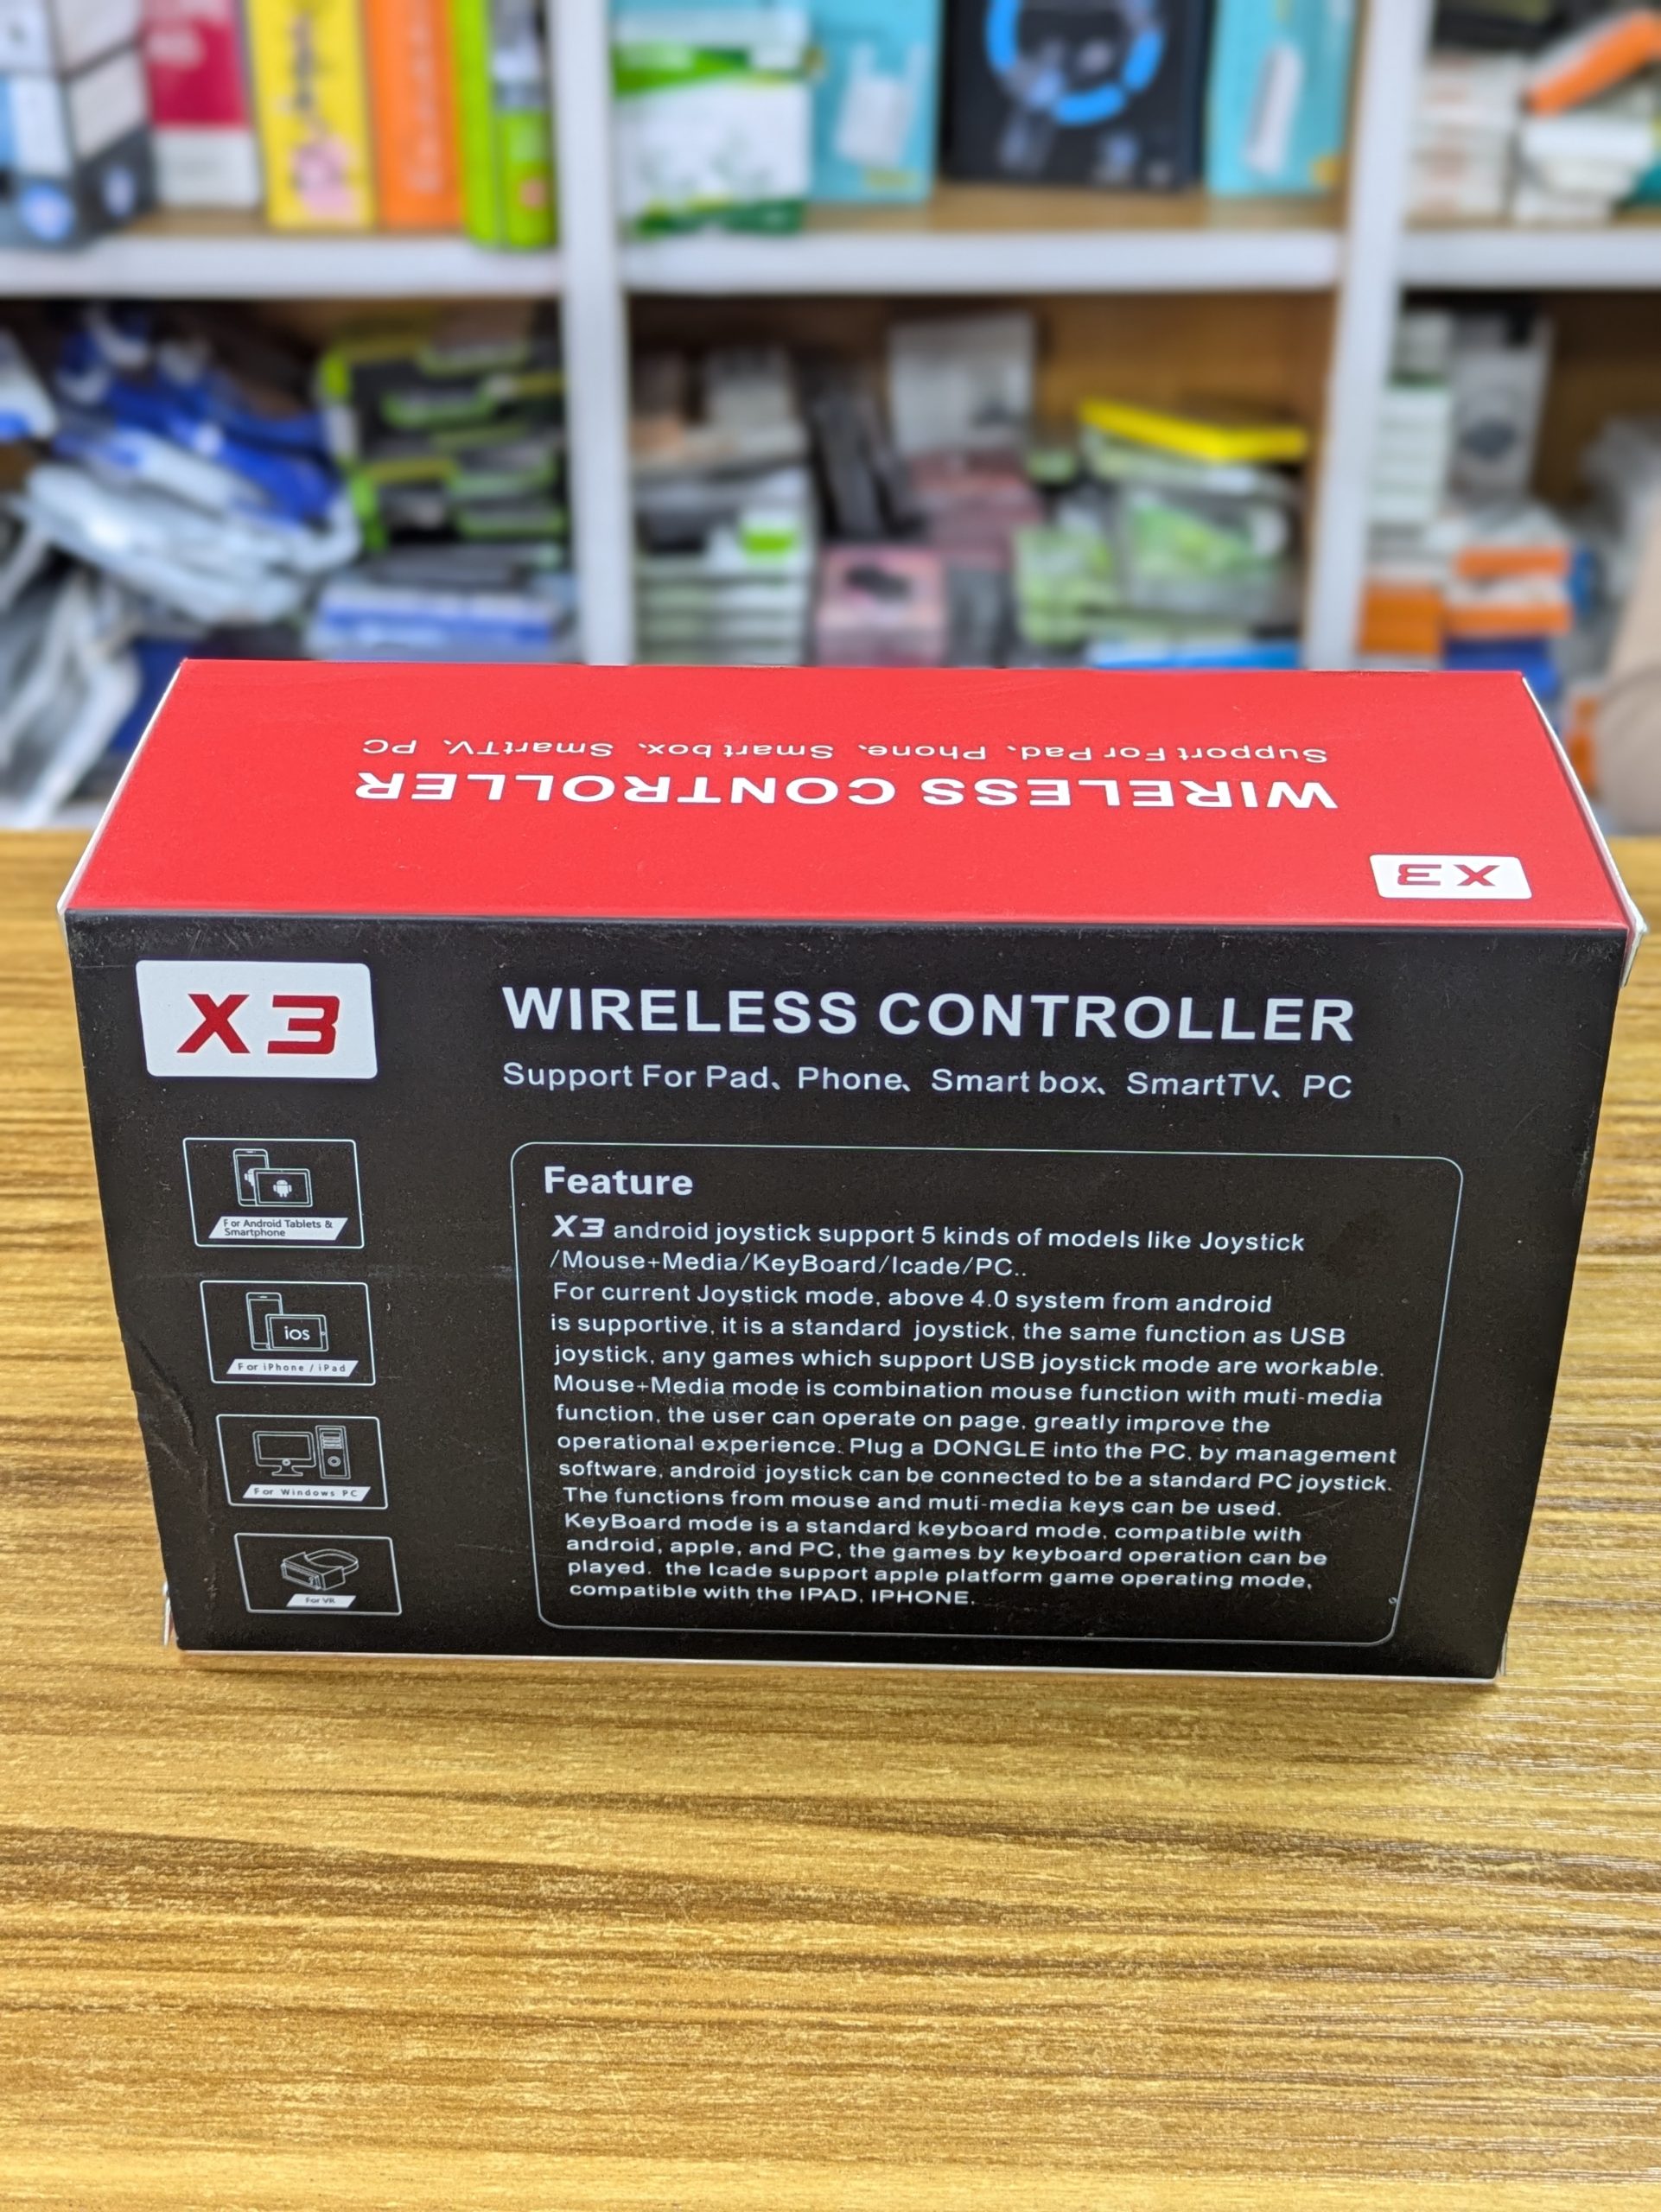 Support For Pad、Phone、Smart box、SmartTV、PC
WIRELESS CONTROLLER
X3
X3
WIRELESS CONTROLLER
Support For Pad、Phone、Smart box、SmartTV、PC
For Android Tablets &
Smartphone
iOS
For iPhone / iPad
For Windows PC
For VR
Feature
X3 android joystick support 5 kinds of models like Joystick
/Mouse+Media/KeyBoard/Icade/PC..
For current Joystick mode, above 4.0 system from android
is supportive, it is a standard joystick, the same function as USB
joystick, any games which support USB joystick mode are workable.
Mouse+Media mode is combination mouse function with muti-media
function, the user can operate on page, greatly improve the
operational experience. Plug a DONGLE into the PC, by management
software, android joystick can be connected to be a standard PC joystick.
The functions from mouse and muti-media keys can be used.
KeyBoard mode is a standard keyboard mode, compatible with
android, apple, and PC, the games by keyboard operation can be
played. the Icade support apple platform game operating mode,
compatible with the IPAD, IPHONE.